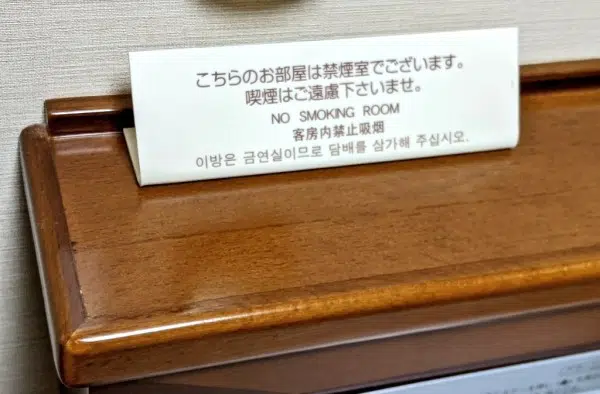 こちらのお部屋は禁煙室でございます。
喫煙はご遠慮下さいませ。
NO SMOKING ROOM
客房内禁止吸烟
이방은 금연실이므로 담배를 삼가해 주십시오.